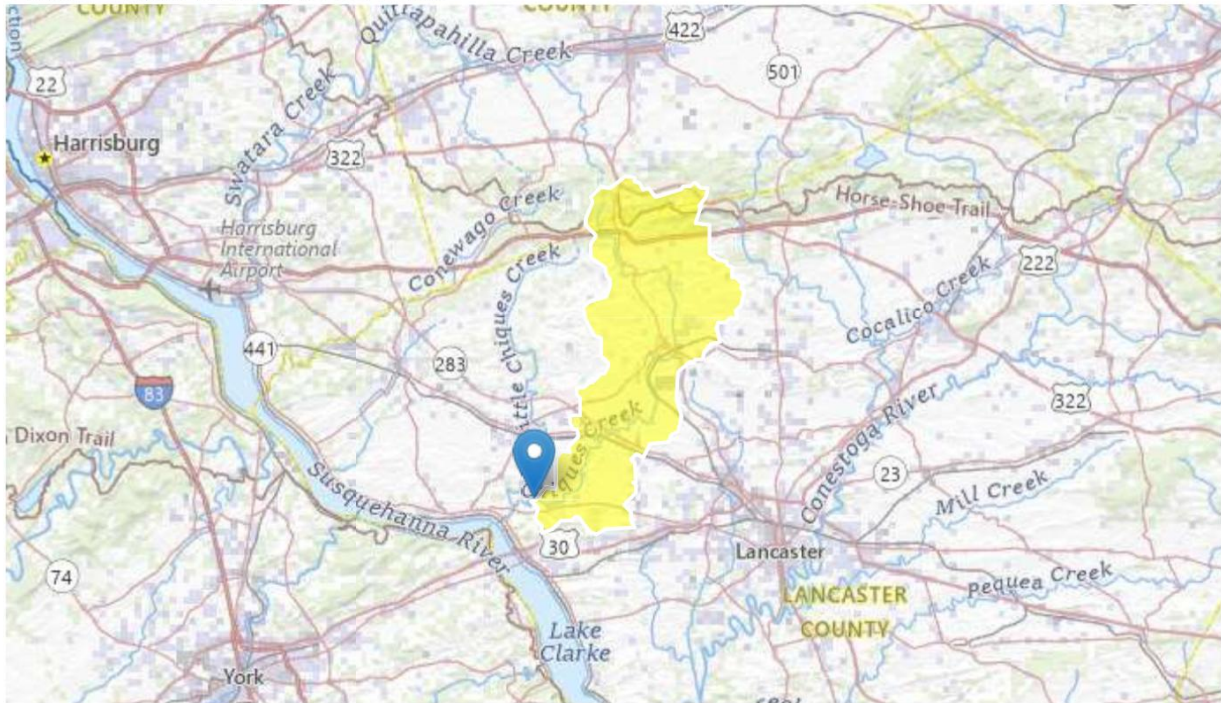 COUNTY
COUNTY
ction
Quittapahilla Creek
422
22
501
Harrisburg
Swatara Creek
322
Horse-Shoe Trail
Harrisburg
International
Airport
Conewago Creek
222
Little Chiques Creek
Cocalico Creek
441
283
83
322
Dixon Trail
Chiques Creek
Conestoga River
23
Susquehanna River
Mill Creek
30
Lancaster
74
Pequea Creek
LANCASTER
COUNTY
Lake
Clarke
York